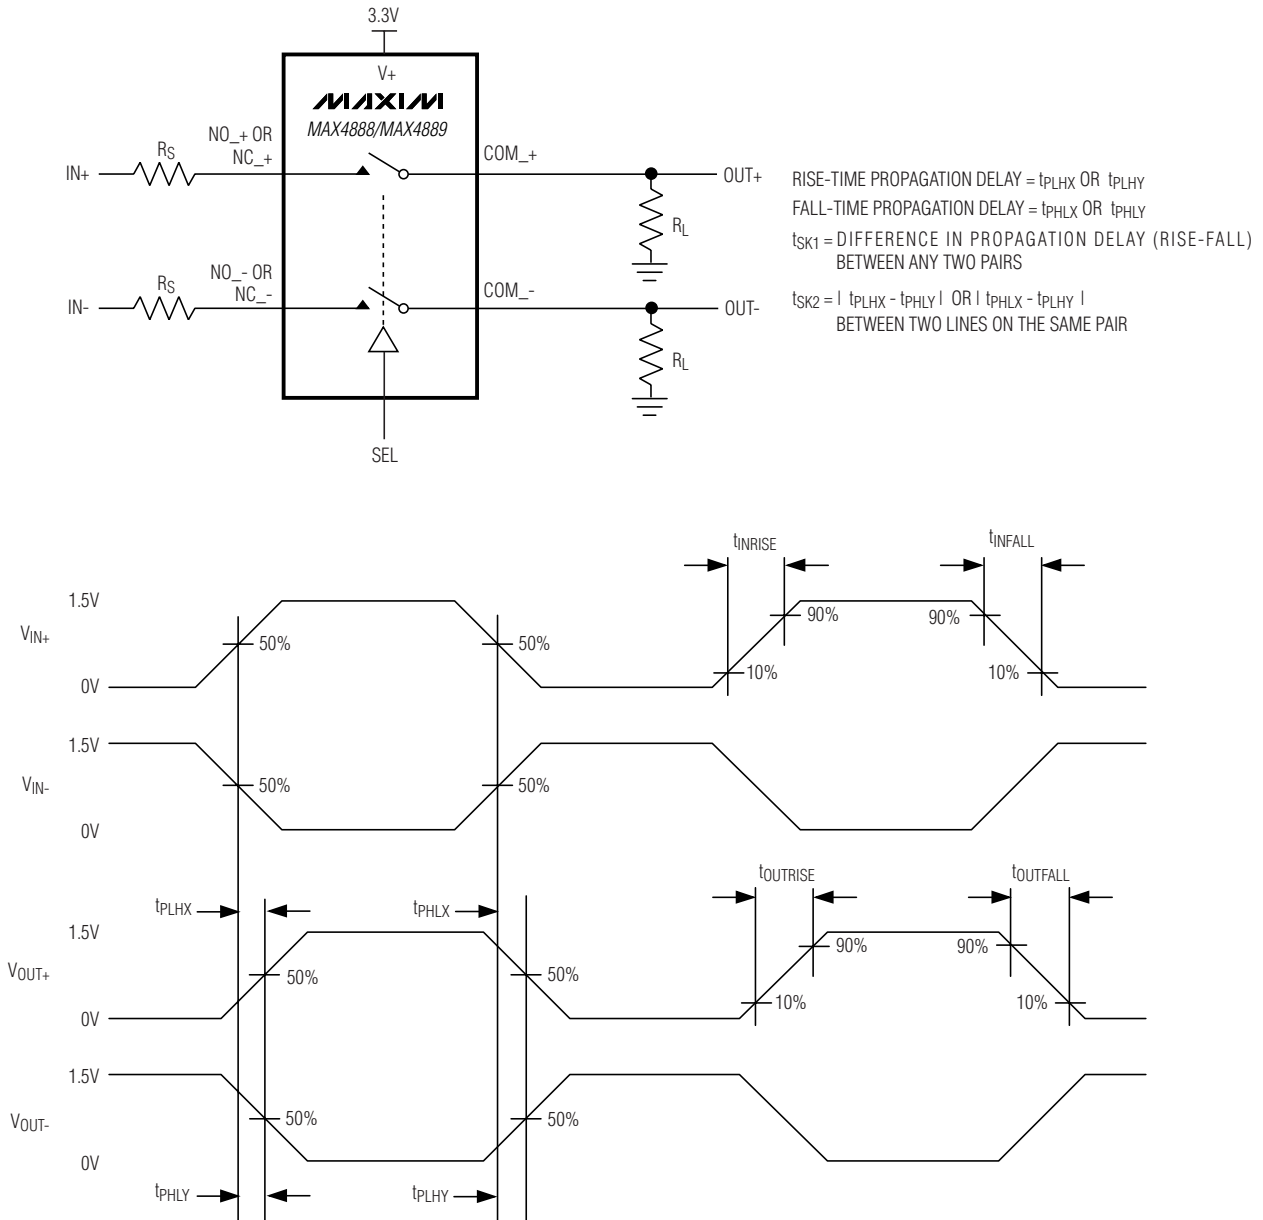 3.3V
V+
MAXIM
MAX4888/MAX4889
NO_+ OR
NC_+
COM_+
IN+
RS
OUT+
RL
NO_- OR
NC_-
COM_-
IN-
RS
OUT-
RL
SEL
RISE-TIME PROPAGATION DELAY = tPLHX OR tPLHY
FALL-TIME PROPAGATION DELAY = tPHLX OR tPHLY
tSK1 = DIFFERENCE IN PROPAGATION DELAY (RISE-FALL)
BETWEEN ANY TWO PAIRS
tSK2 = | tPLHX - tPHLY | OR | tPHLX - tPLHY |
BETWEEN TWO LINES ON THE SAME PAIR
tINRISE
tINFALL
1.5V
VIN+
50%
50%
90%
90%
10%
10%
0V
1.5V
VIN-
50%
50%
0V
tOUTRISE
tOUTFALL
tPLHX
tPHLX
1.5V
VOUT+
50%
50%
90%
90%
10%
10%
0V
1.5V
VOUT-
50%
50%
0V
tPHLY
tPLHY